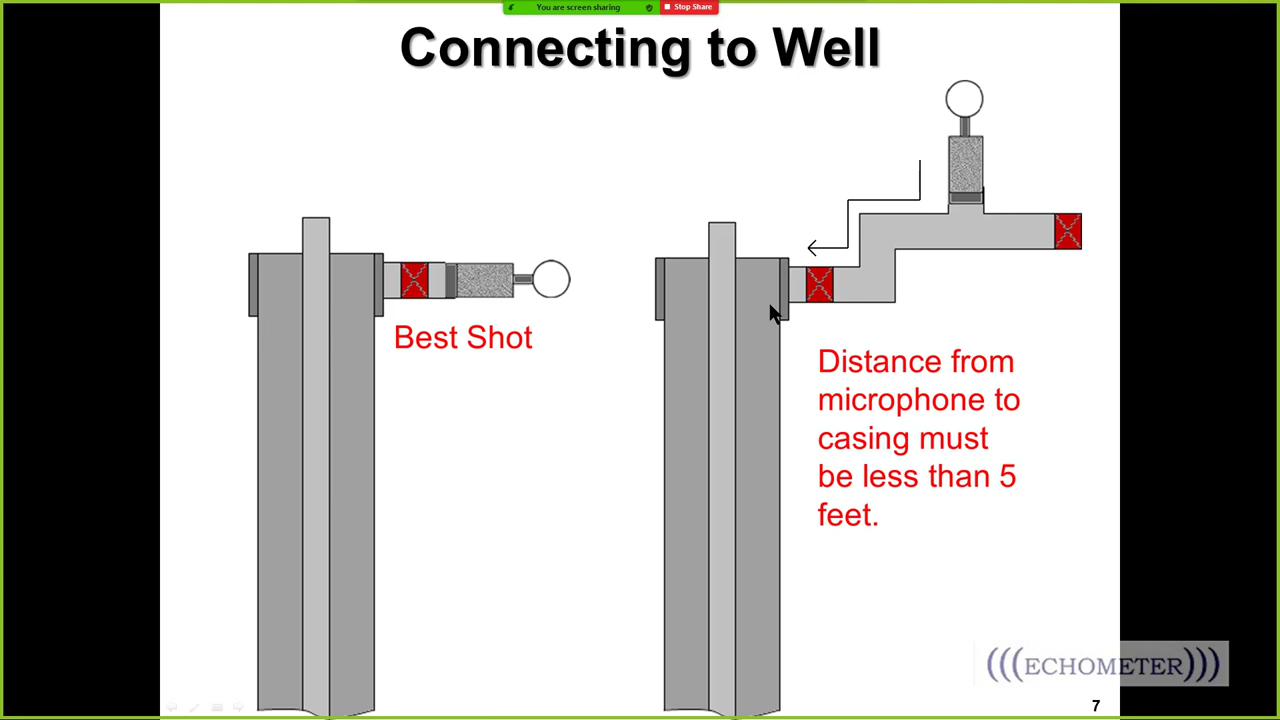 You are screen sharing
Stop Share
Connecting to Well
Best Shot
Distance from
microphone to
casing must
be less than 5
feet.
(((ECHOMETER)))
7